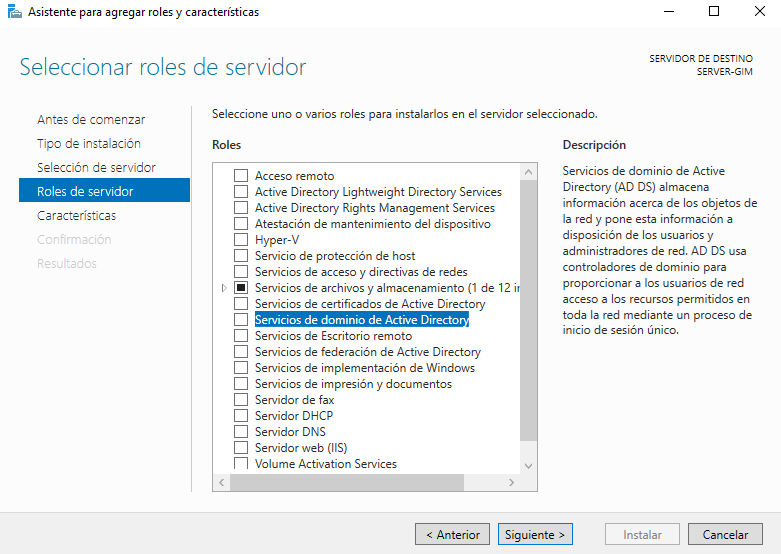 Asistente para agregar roles y características
Seleccionar roles de servidor
SERVIDOR DE DESTINO
SERVER-GIM
Antes de comenzar
Tipo de instalación
Selección de servidor
Roles de servidor
Características
Confirmación
Resultados
Seleccione uno o varios roles para instalarlos en el servidor seleccionado.
Roles
Acceso remoto
Active Directory Lightweight Directory Services
Active Directory Rights Management Services
Atestación de mantenimiento del dispositivo
Hyper-V
Servicio de protección de host
Servicios de acceso y directivas de redes
Servicios de archivos y almacenamiento (1 de 12 in
Servicios de certificados de Active Directory
Servicios de dominio de Active Directory
Servicios de Escritorio remoto
Servicios de federación de Active Directory
Servicios de implementación de Windows
Servicios de impresión y documentos
Servidor de fax
Servidor DHCP
Servidor DNS
Servidor web (IIS)
Volume Activation Services
Descripción
Servicios de dominio de Active
Directory (AD DS) almacena
información acerca de los objetos de
la red y pone esta información a
disposición de los usuarios y
administradores de red. AD DS usa
controladores de dominio para
proporcionar a los usuarios de red
acceso a los recursos permitidos en
toda la red mediante un proceso de
inicio de sesión único.
< Anterior
Siguiente >
Instalar
Cancelar